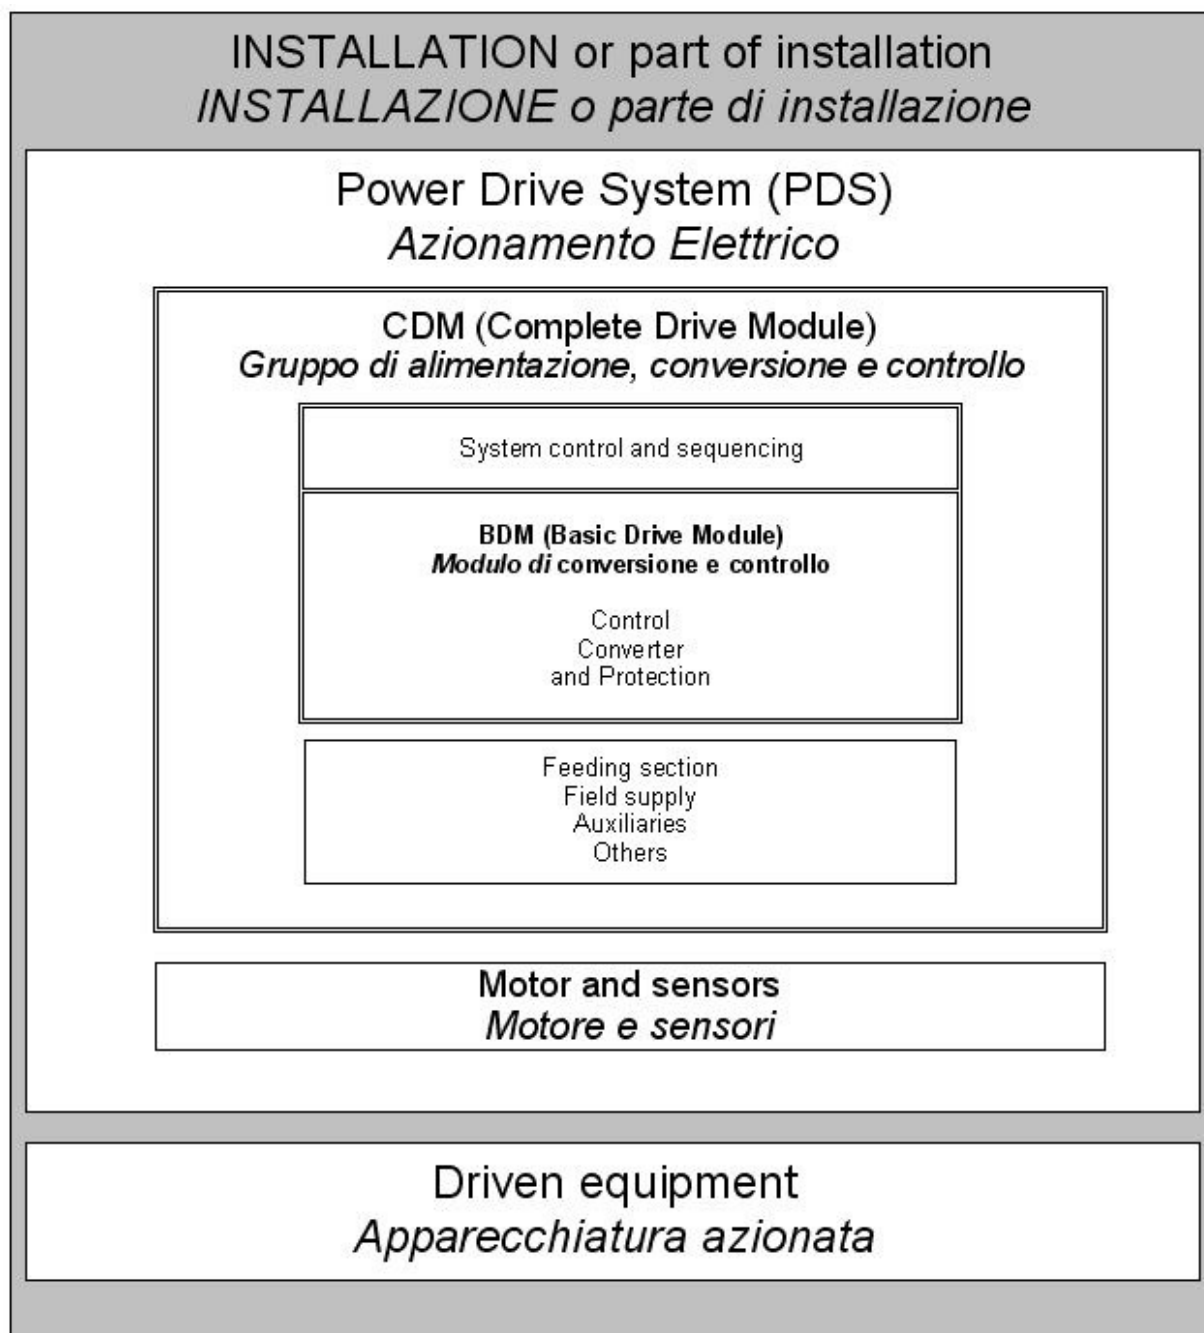 INSTALLATION or part of installation
INSTALLAZIONE o parte di installazione
Power Drive System (PDS)
Azionamento Elettrico
CDM (Complete Drive Module)
Gruppo di alimentazione, conversione e controllo
System control and sequencing
BDM (Basic Drive Module)
Modulo di conversione e controllo
Control
Converter
and Protection
Feeding section
Field supply
Auxiliaries
Others
Motor and sensors
Motore e sensori
Driven equipment
Apparecchiatura azionata